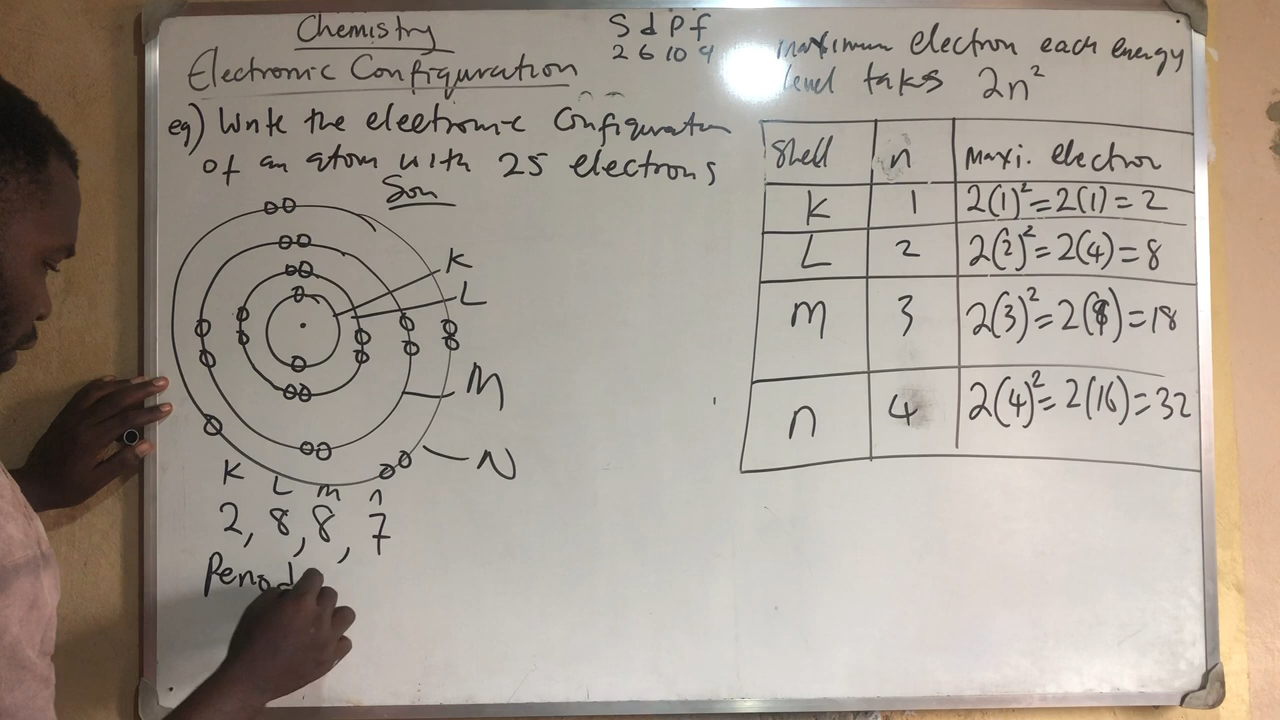 Chemistry
Electronic Configuration
eg) Write the electronic configuration
of an atom with 25 electrons
Son
K
L
M
N
K L M n
2, 8, 8, 7
Period
S d P f
2 6 10 9
maximum electron each energy
level takes 2n²
Shell n Maxi. electron
K 1 2(1)²=2(1)=2
L 2 2(2)²=2(4)=8
M 3 2(3)²=2(9)=18
n 4 2(4)²=2(16)=32